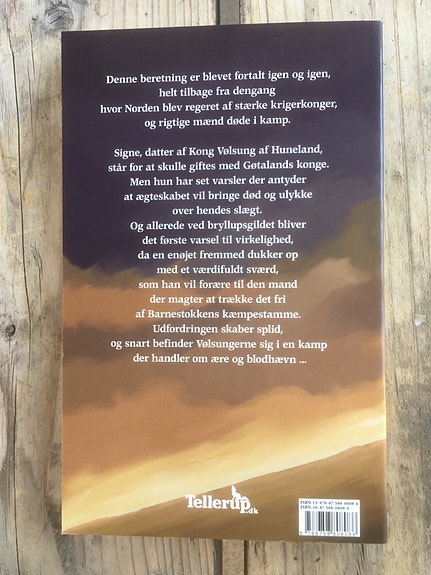 Denne beretning er blevet fortalt igen og igen,
helt tilbage fra dengang
hvor Norden blev regeret af stærke krigerkonger,
og rigtige mænd døde i kamp.
Signe, datter af Kong Vølsung af Huneland,
står for at skulle giftes med Gøtalands konge.
Men hun har set varsler der antyder
at ægteskabet vil bringe død og ulykke
over hendes slægt.
Og allerede ved bryllupsgildet bliver
det første varsel til virkelighed,
da en enøjet fremmed dukker op
med et værdifuldt sværd,
som han vil forære til den mand
der magter at trække det fri
af Barnestokkens kæmpestamme.
Udfordringen skaber splid,
og snart befinder Vølsungerne sig i en kamp
der handler om ære og blodhævn ...
Tellerup.dk